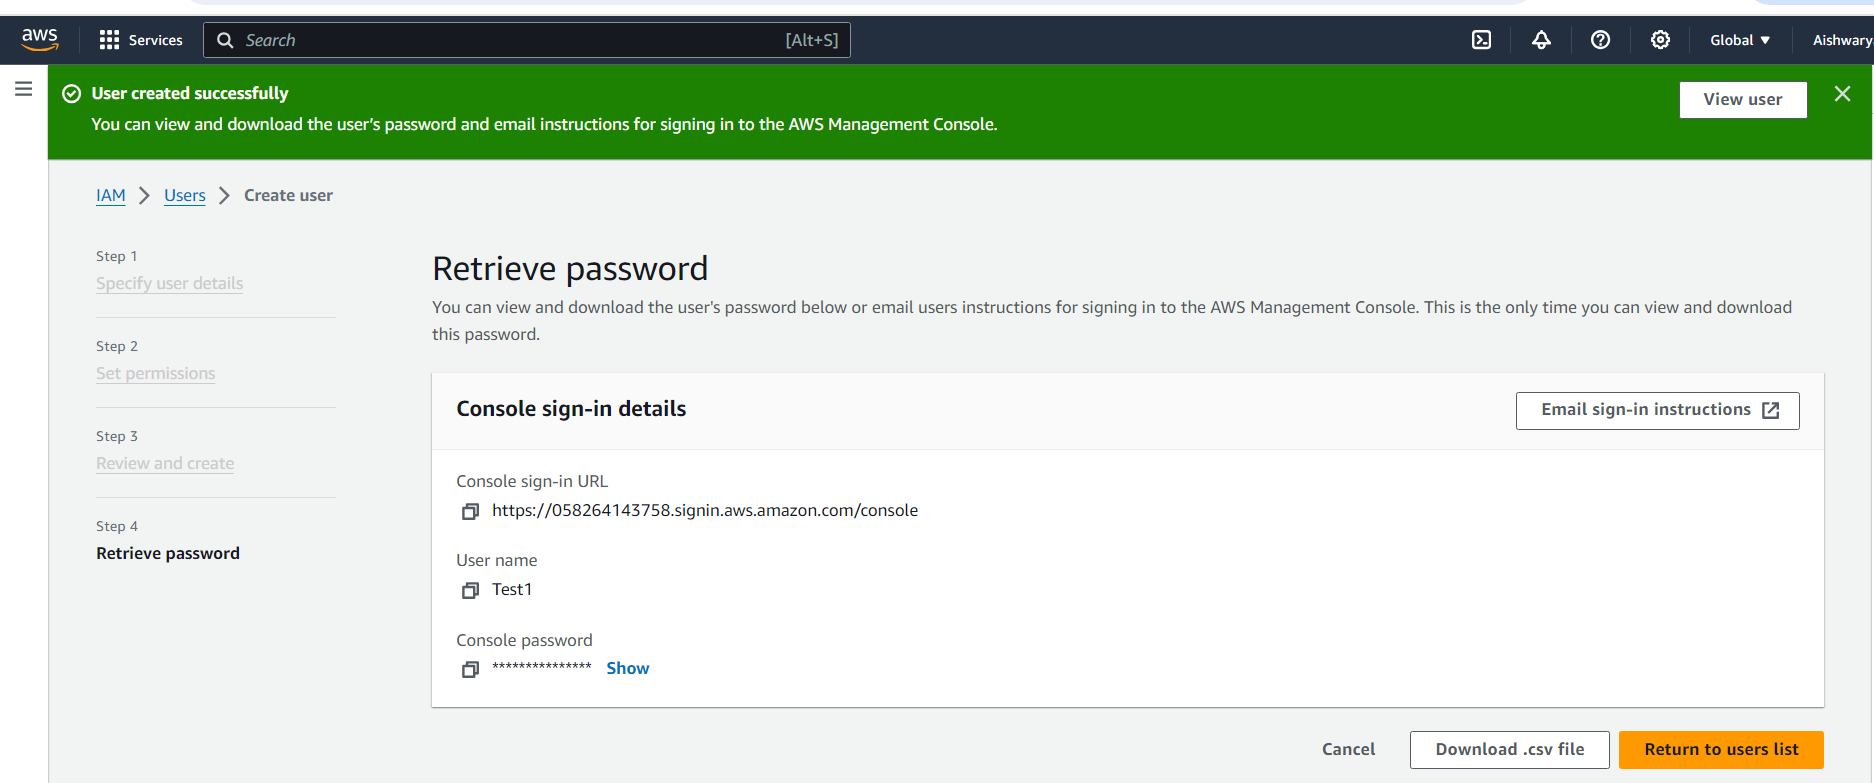 aws
Services
Search
[Alt+S]
Global
Aishwary
User created successfully
View user
You can view and download the user's password and email instructions for signing in to the AWS Management Console.
IAM
Users
Create user
Step 1
Specify user details
Step 2
Set permissions
Step 3
Review and create
Step 4
Retrieve password
Retrieve password
You can view and download the user's password below or email users instructions for signing in to the AWS Management Console. This is the only time you can view and download
this password.
Console sign-in details
Email sign-in instructions
Console sign-in URL
https://058264143758.signin.aws.amazon.com/console
User name
Test1
Console password
*************** Show
Cancel
Download .csv file
Return to users list